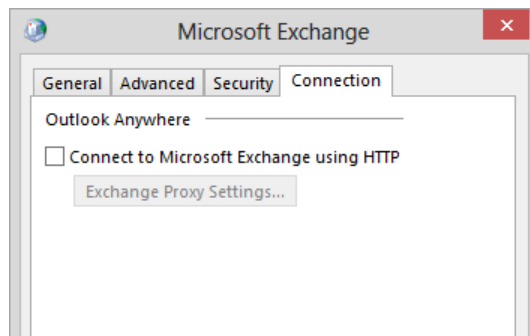 Microsoft Exchange
General Advanced Security Connection
Outlook Anywhere
Connect to Microsoft Exchange using HTTP
Exchange Proxy Settings...